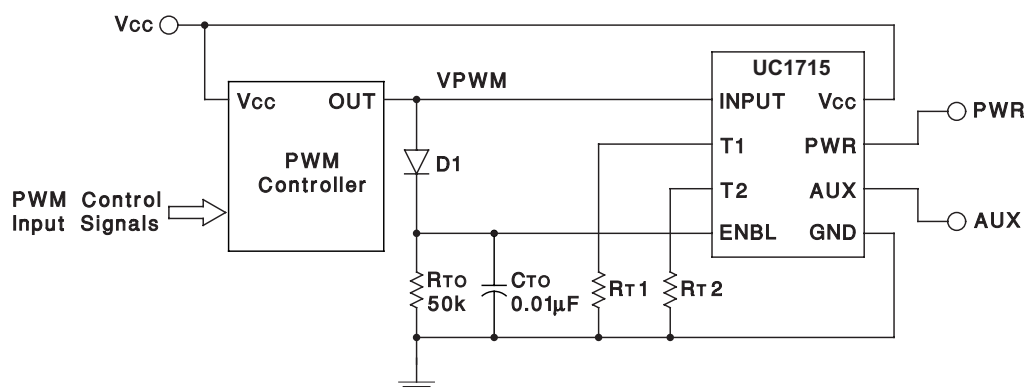 Vcc
VPWM
UC1715
Vcc
OUT
INPUT
Vcc
PWR
T1
PWR
D1
PWM
Controller
T2
AUX
PWM Control
Input Signals
AUX
ENBL
GND
RTO
50k
CTO
0.01µF
RT1
RT2